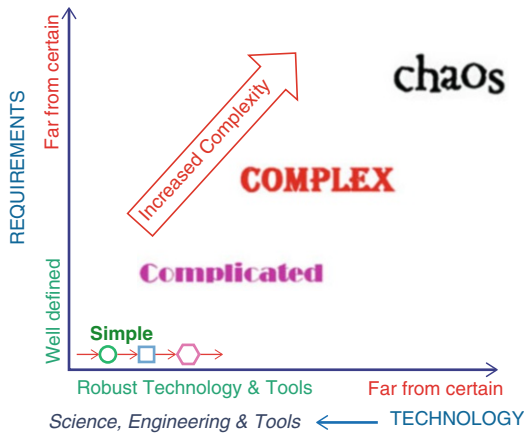 Far from certain
REQUIREMENTS
Well defined
chaos
Increased Complexity
COMPLEX
Complicated
Simple
Robust Technology & Tools
Far from certain
Science, Engineering & Tools
TECHNOLOGY